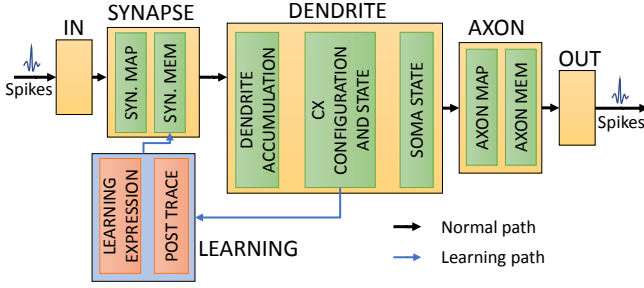 SYNAPSE
DENDRITE
IN
AXON
OUT
Spikes
SYN. MAP
SYN. MEM
DENDRITE
ACCUMULATION
CX
CONFIGURATION
AND STATE
SOMA STATE
AXON MAP
AXON MEM
Spikes
LEARNING
EXPRESSION
POST TRACE
LEARNING
Normal path
Learning path